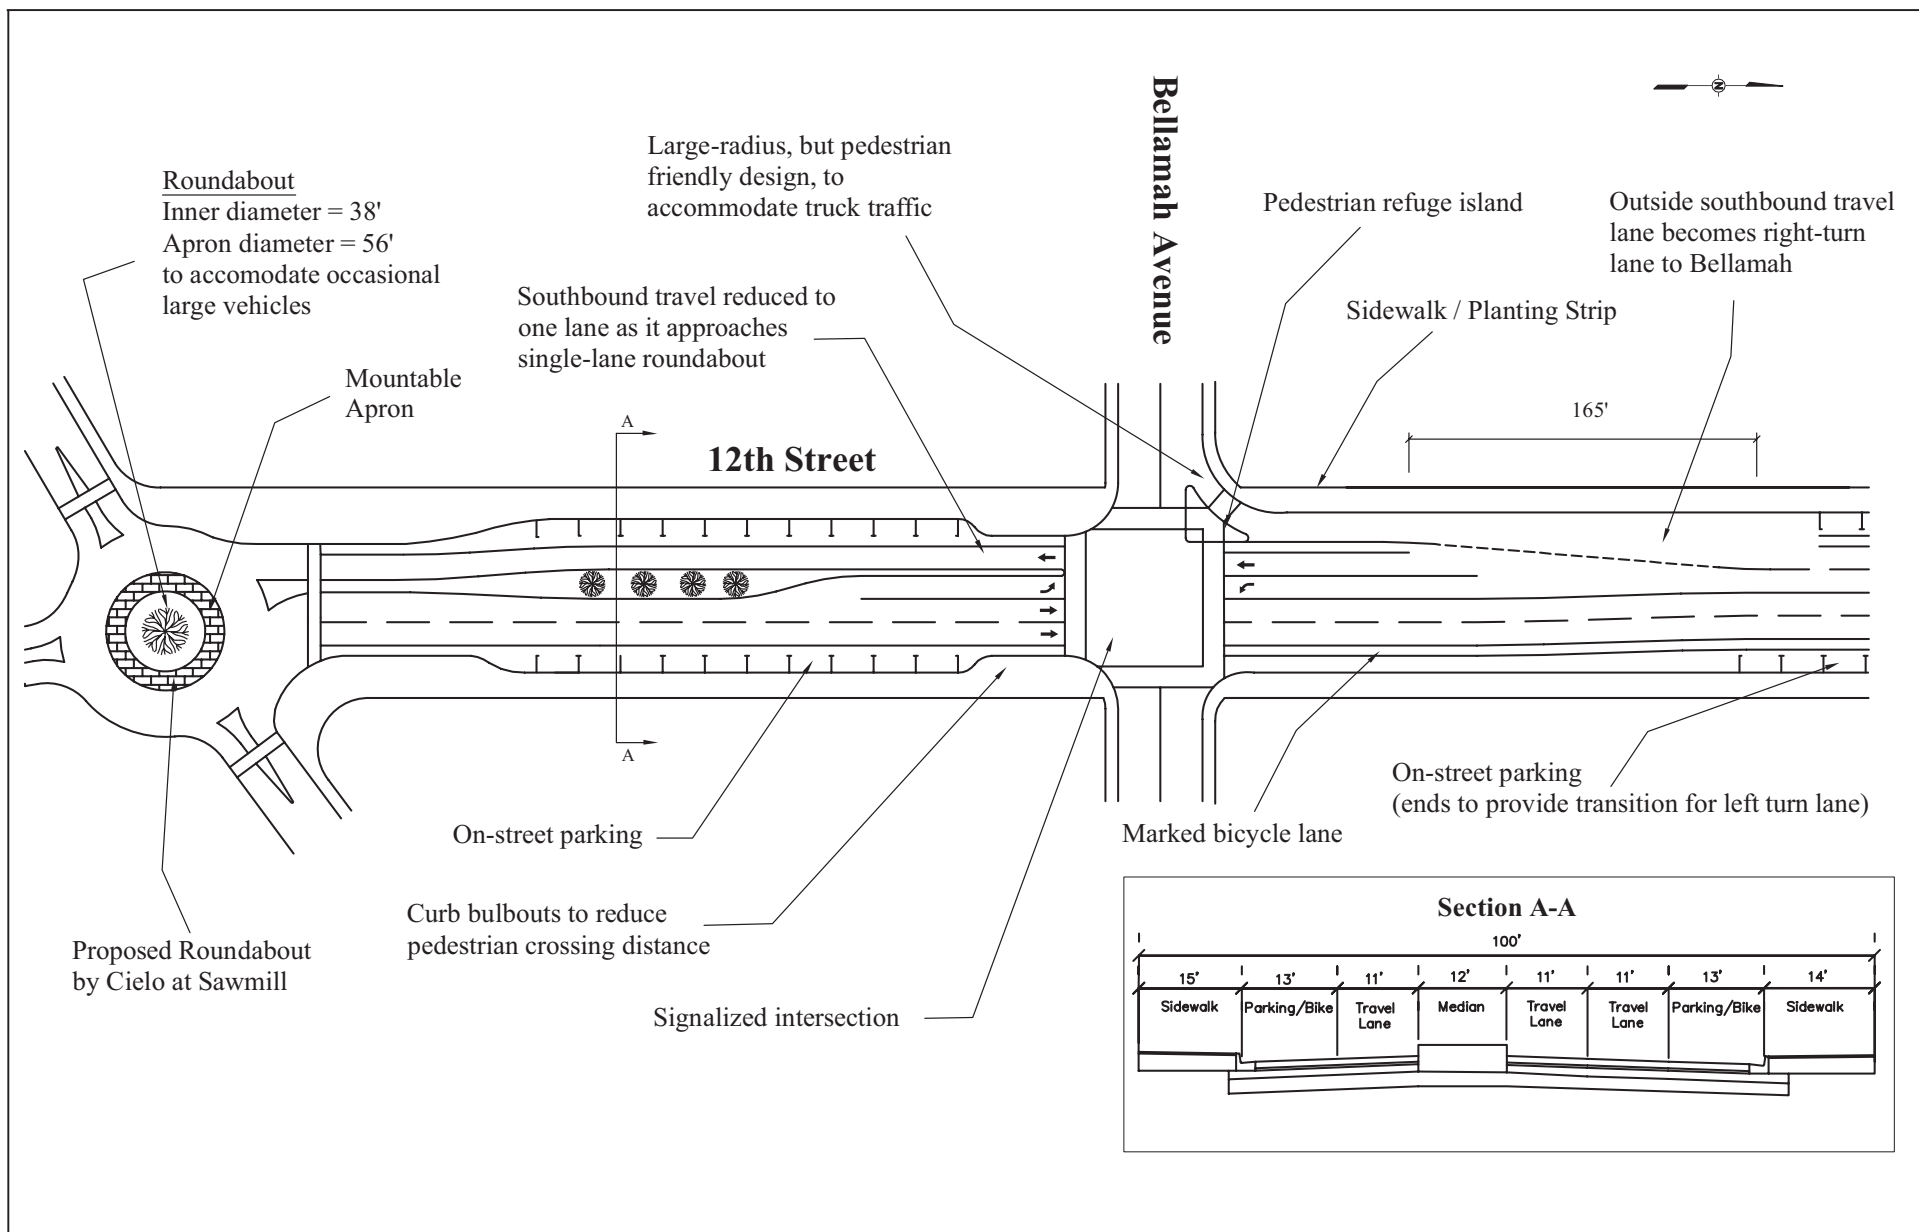 Bellamah Avenue
N
Large-radius, but pedestrian
friendly design, to
accommodate truck traffic
Roundabout
Inner diameter = 38'
Apron diameter = 56'
to accomodate occasional
large vehicles
Pedestrian refuge island
Outside southbound travel
lane becomes right-turn
lane to Bellamah
Southbound travel reduced to
one lane as it approaches
single-lane roundabout
Sidewalk / Planting Strip
Mountable
Apron
165'
A
12th Street
A
On-street parking
(ends to provide transition for left turn lane)
On-street parking
Marked bicycle lane
Curb bulbouts to reduce
pedestrian crossing distance
Proposed Roundabout
by Cielo at Sawmill
Signalized intersection
Section A-A
100'
15' 13' 11' 12' 11' 11' 13' 14'
Sidewalk Parking/Bike Travel Median Travel Travel Parking/Bike Sidewalk
Lane Lane Lane